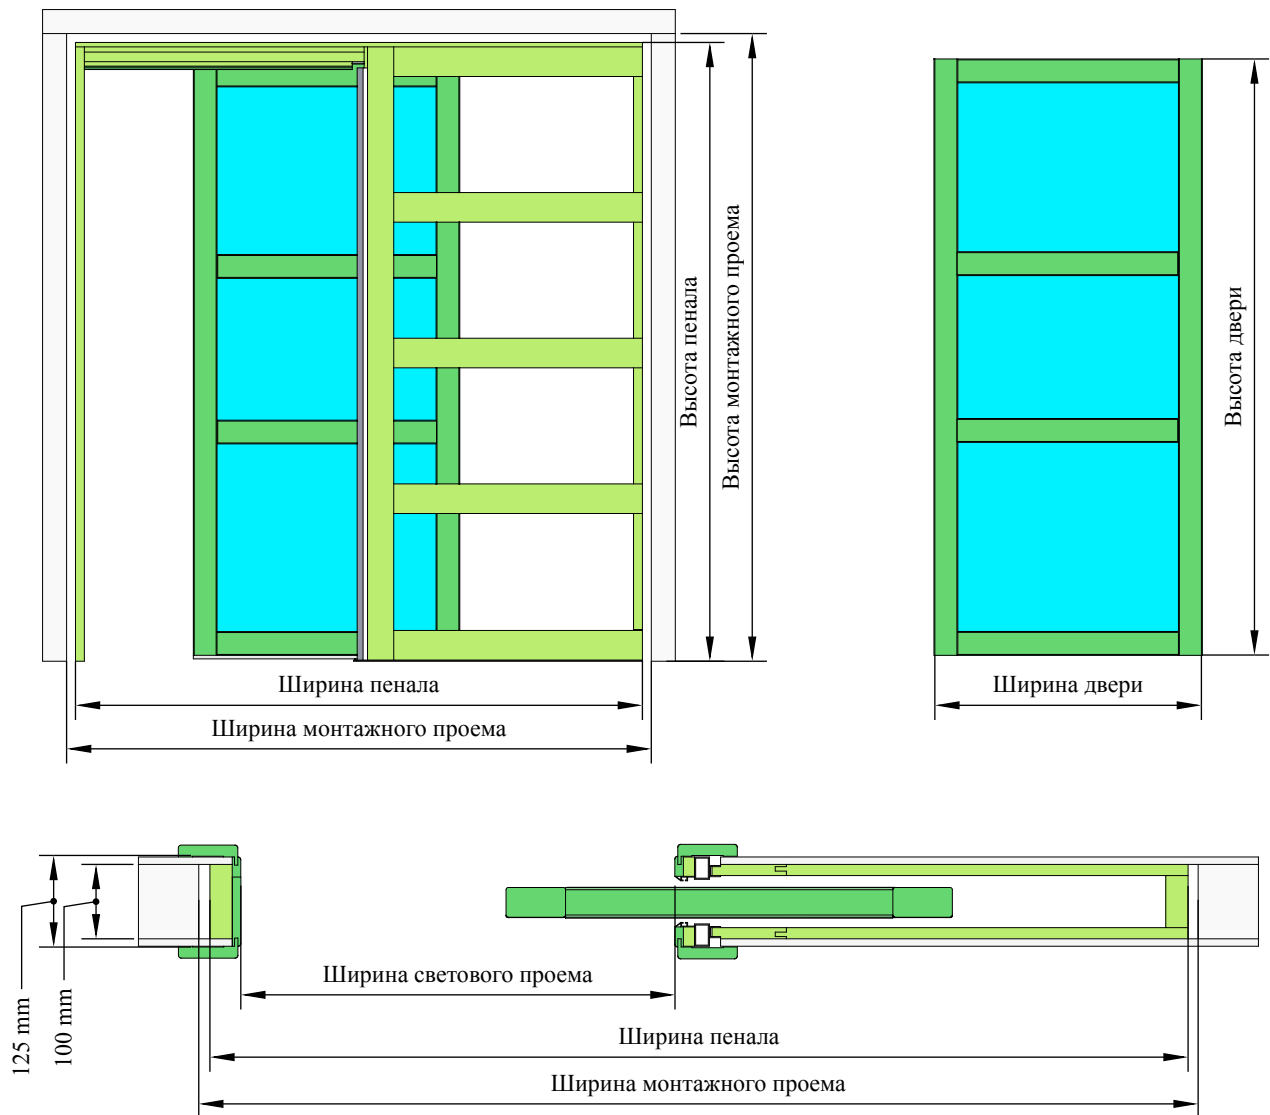 Высота пенала
Высота монтажного проема
Высота двери
Ширина пенала
Ширина монтажного проема
Ширина двери
125 mm
100 mm
Ширина светового проема
Ширина пенала
Ширина монтажного проема